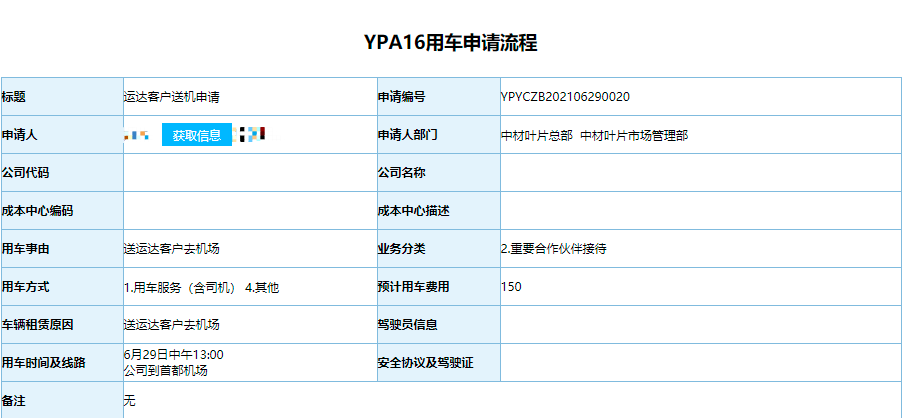 YPA16用车申请流程
标题 运达客户送机申请 申请编号 YPYCZB202106290020
申请人 获取信息 申请人部门 中材叶片总部 中材叶片市场管理部
公司代码 公司名称
成本中心编码 成本中心描述
用车事由 送运达客户去机场 业务分类 2.重要合作伙伴接待
用车方式 1.用车服务（含司机） 4.其他 预计用车费用 150
车辆租赁原因 送运达客户去机场 驾驶员信息
用车时间及线路 6月29日中午13:00 安全协议及驾驶证
公司到首都机场
备注 无